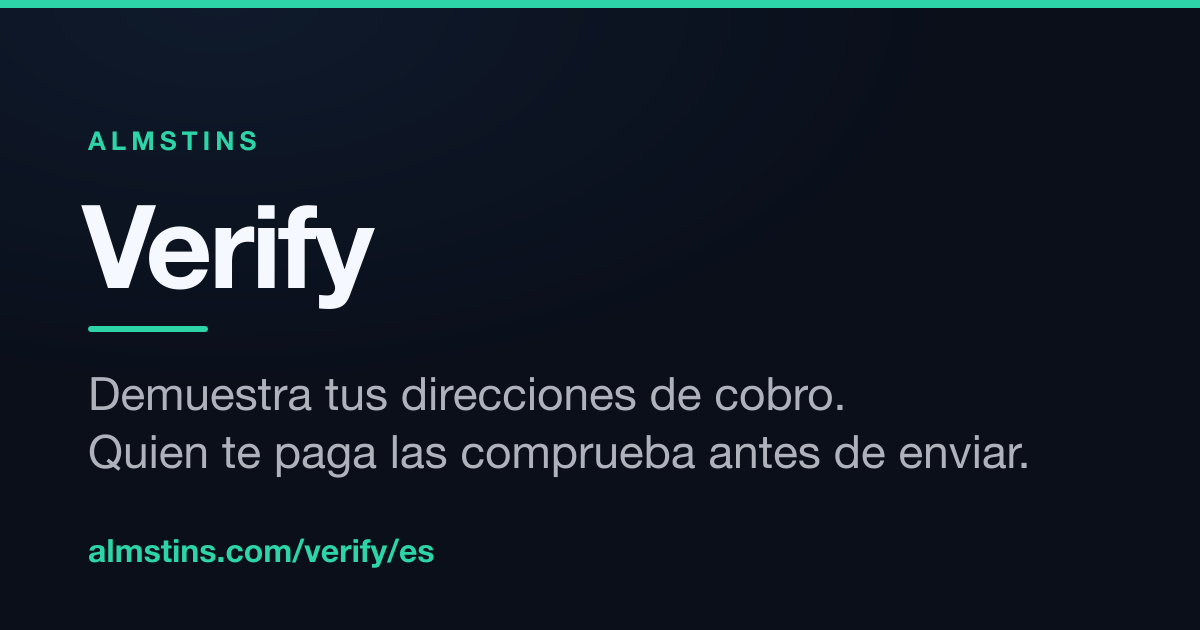 ALMSTINS
Verify
Demuestra tus direcciones de cobro.
Quien te paga las comprueba antes de enviar.
almstins.com/verify/es